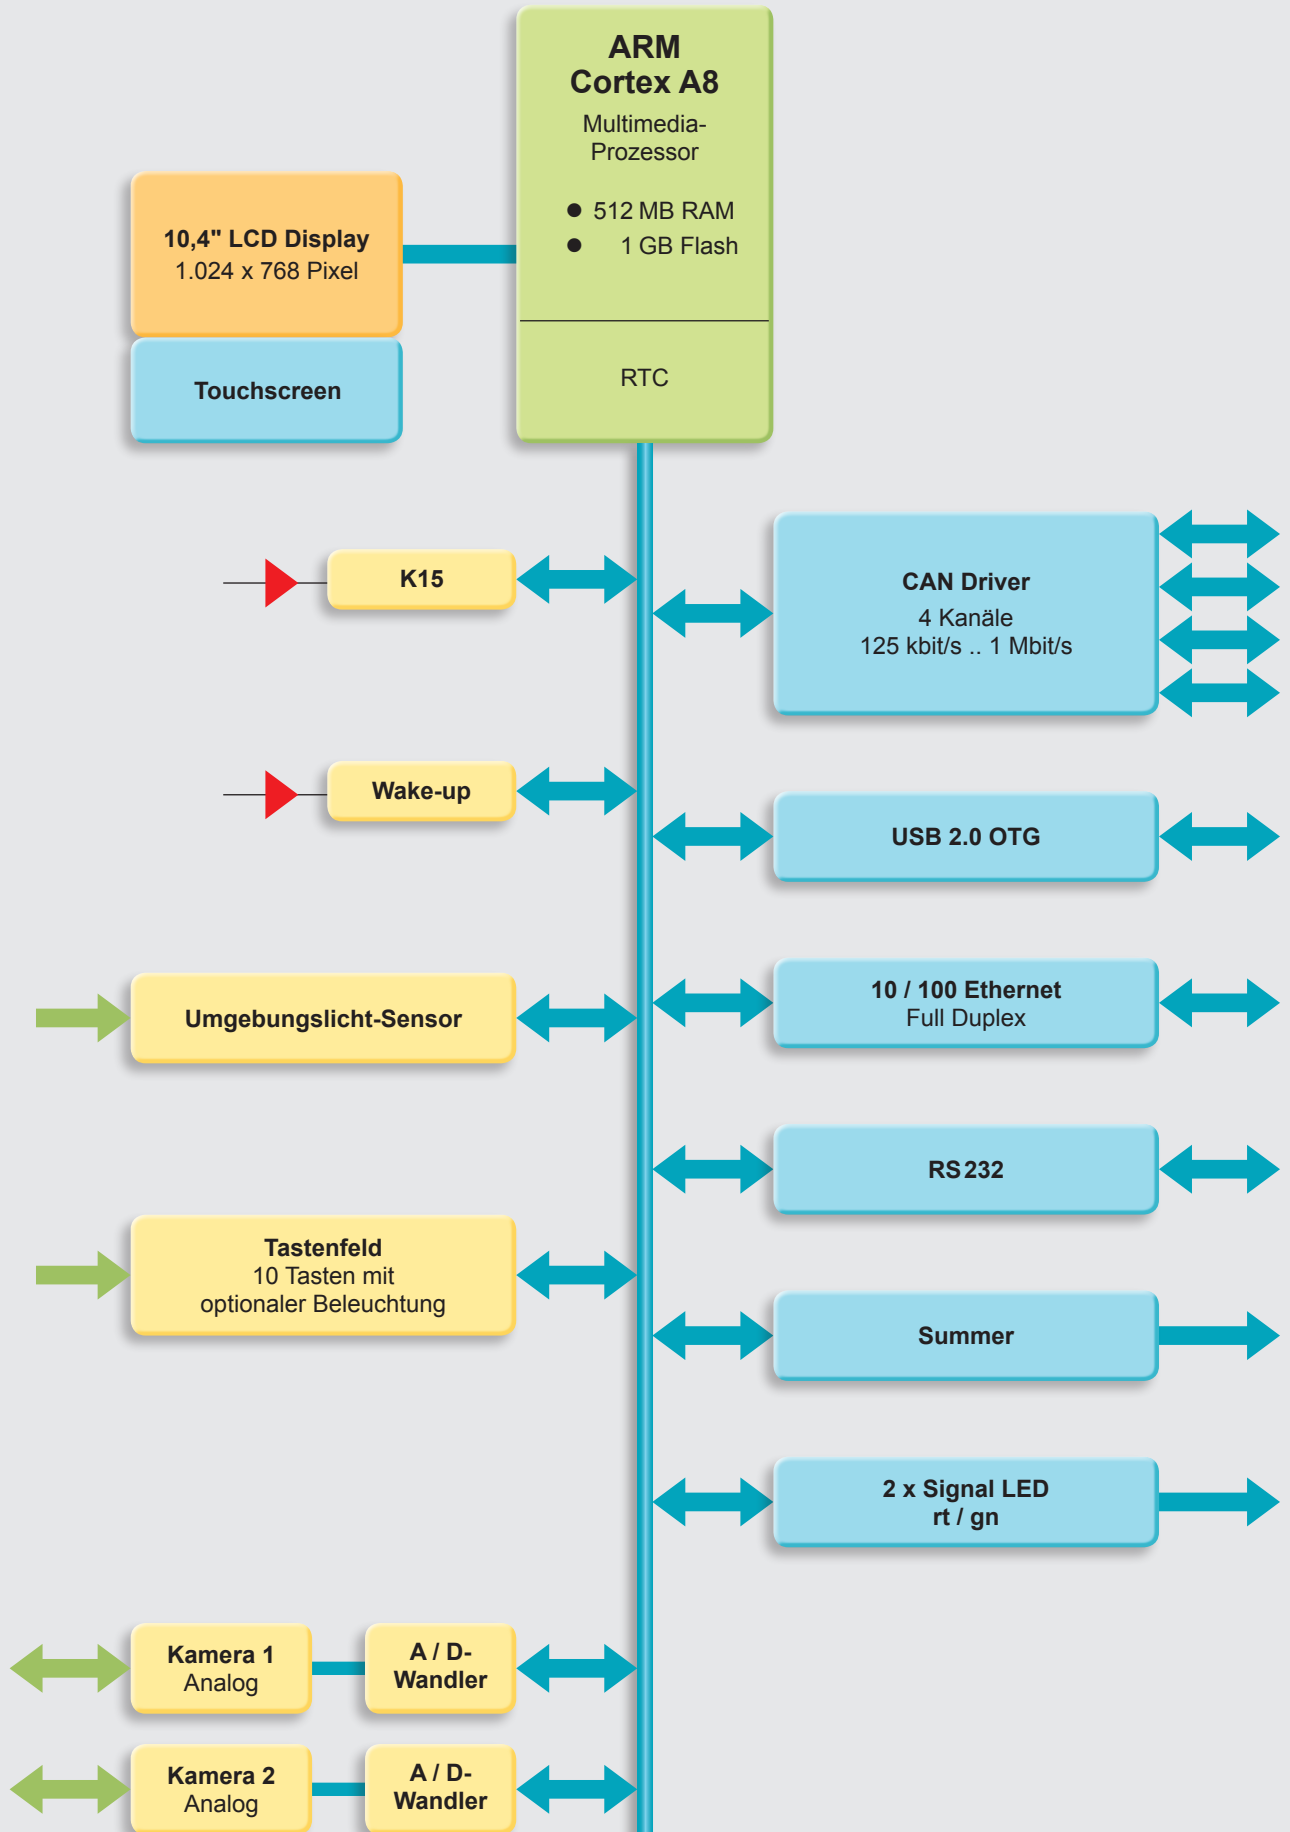 ARM
Cortex A8
Multimedia-
Prozessor
● 512 MB RAM
● 1 GB Flash
RTC
10,4" LCD Display
1.024 x 768 Pixel
Touchscreen
K15
CAN Driver
4 Kanäle
125 kbit/s .. 1 Mbit/s
Wake-up
USB 2.0 OTG
Umgebungslicht-Sensor
10 / 100 Ethernet
Full Duplex
RS 232
Tastenfeld
10 Tasten mit
optionaler Beleuchtung
Summer
2 x Signal LED
rt / gn
Kamera 1
Analog
A / D-
Wandler
Kamera 2
Analog
A / D-
Wandler